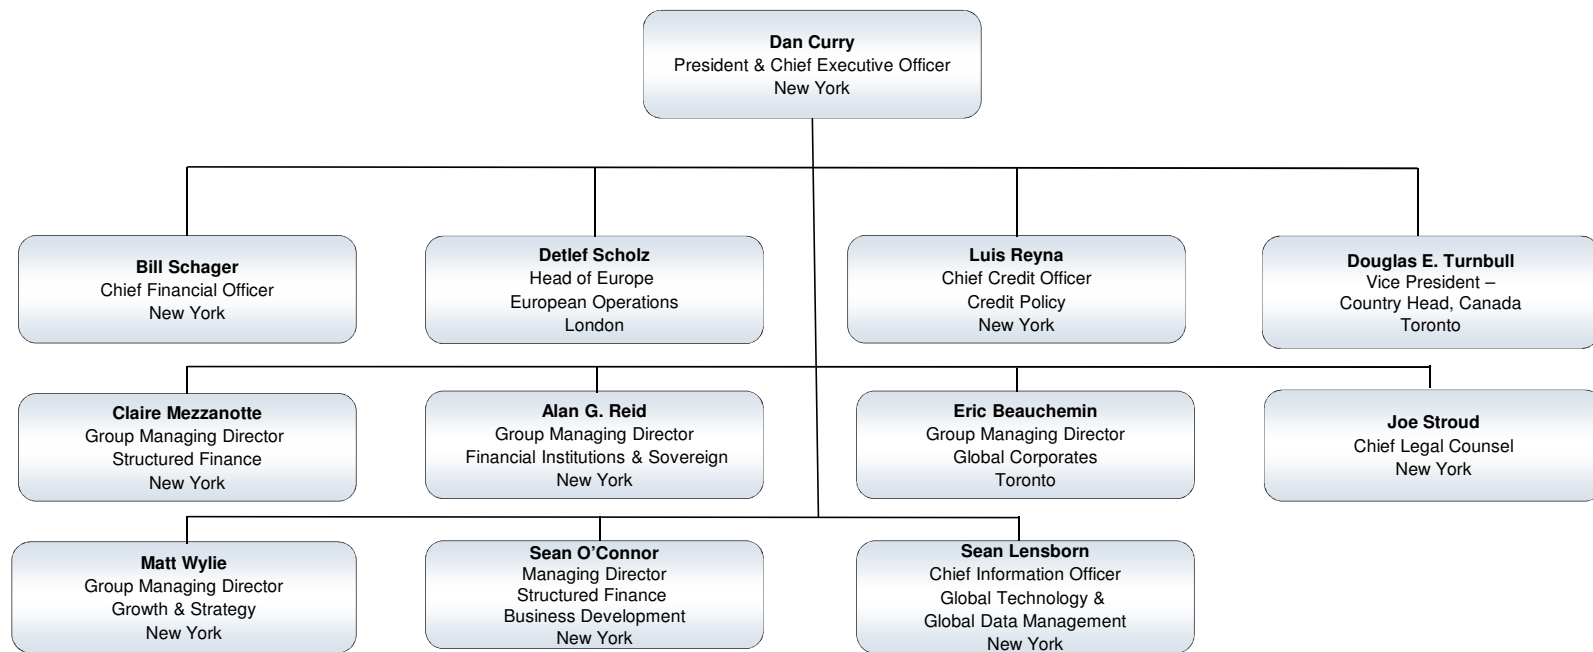 Dan Curry
President & Chief Executive Officer
New York
Bill Schager
Chief Financial Officer
New York
Detlef Scholz
Head of Europe
European Operations
London
Luis Reyna
Chief Credit Officer
Credit Policy
New York
Douglas E. Turnbull
Vice President –
Country Head, Canada
Toronto
Claire Mezzanotte
Group Managing Director
Structured Finance
New York
Alan G. Reid
Group Managing Director
Financial Institutions & Sovereign
New York
Eric Beauchemin
Group Managing Director
Global Corporates
Toronto
Joe Stroud
Chief Legal Counsel
New York
Matt Wylie
Group Managing Director
Growth & Strategy
New York
Sean O’Connor
Managing Director
Structured Finance
Business Development
New York
Sean Lensborn
Chief Information Officer
Global Technology &
Global Data Management
New York